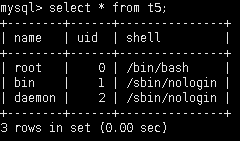 mysql> select * from t5;
+--------+------+---------------+
| name   | uid  | shell         |
+--------+------+---------------+
| root   |    0 | /bin/bash     |
| bin    |    1 | /sbin/nologin |
| daemon |    2 | /sbin/nologin |
+--------+------+---------------+
3 rows in set (0.00 sec)